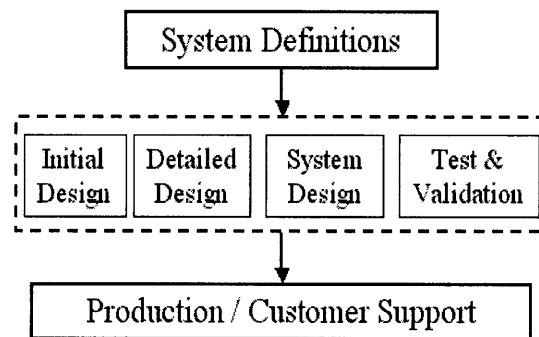 System Definitions
Initial
Design
Detailed
Design
System
Design
Test &
Validation
Production / Customer Support